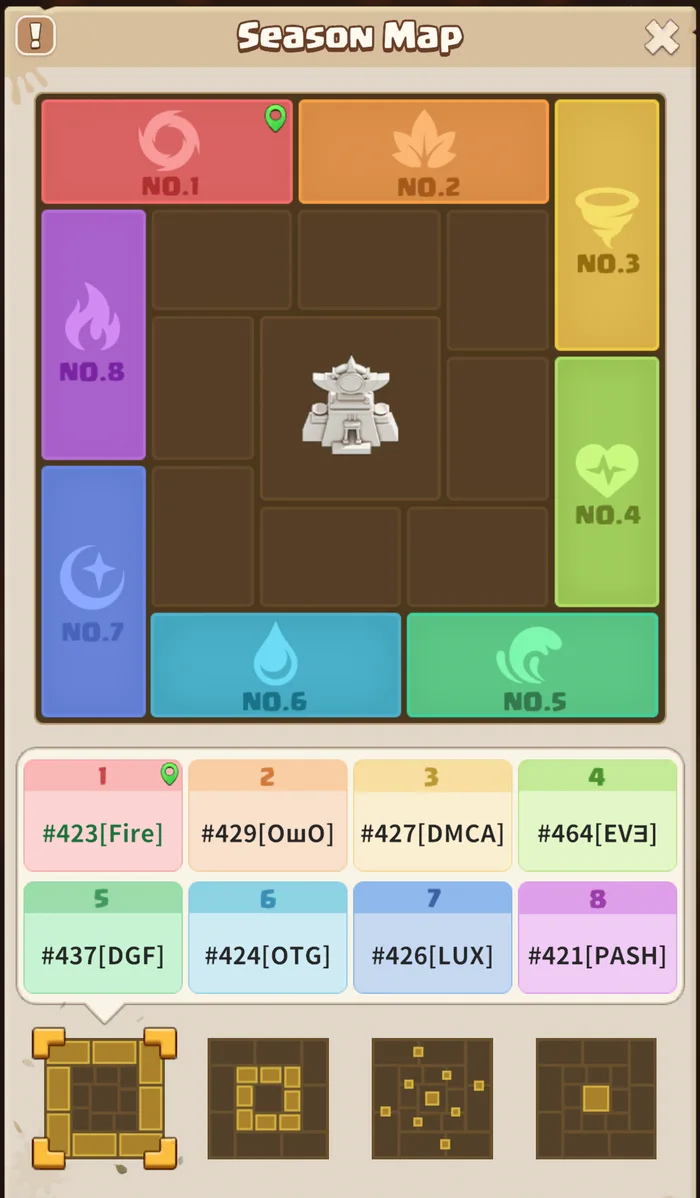 !
Season Map
NO.1
NO.2
NO.3
NO.8
NO.4
NO.7
NO.6
NO.5
1
2
3
4
#423[Fire]
#429[OшO]
#427[DMCA]
#464[EVƎ]
5
6
7
8
#437[DGF]
#424[OTG]
#426[LUX]
#421[PASH]